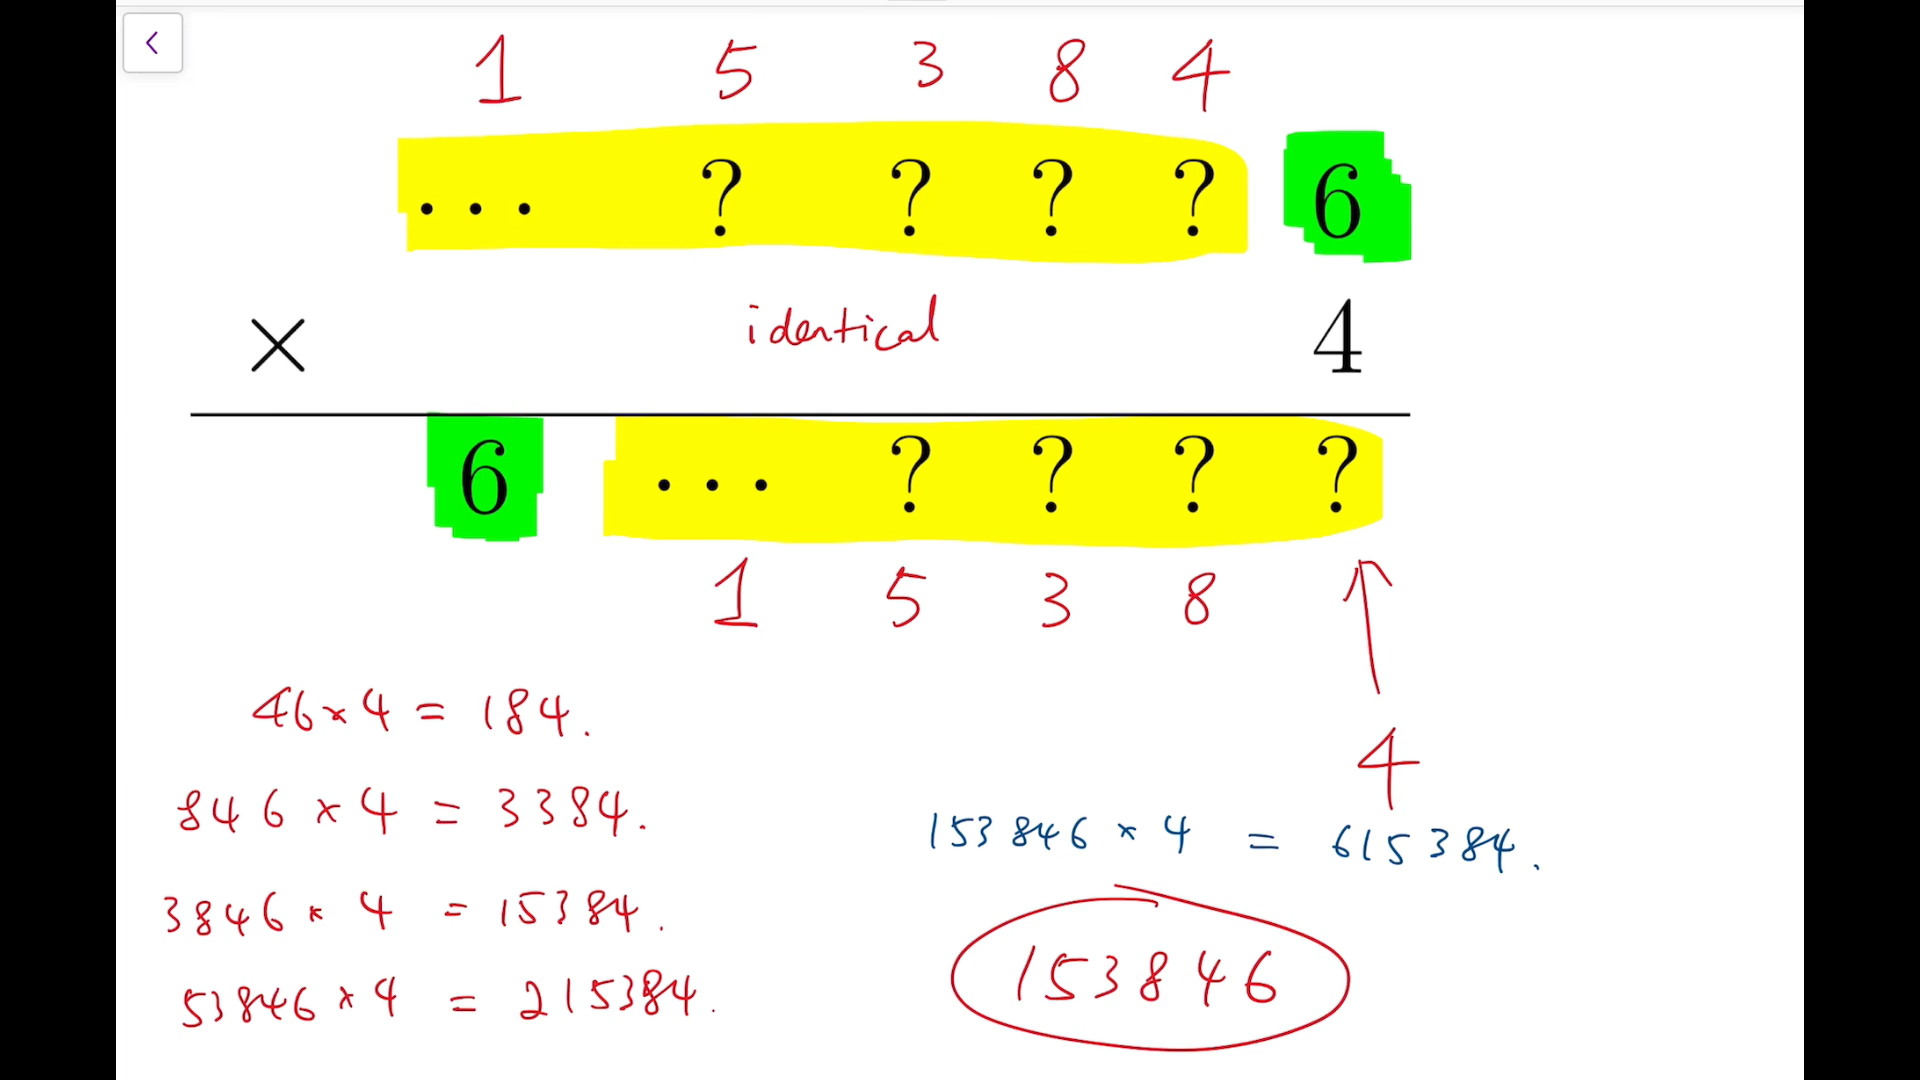 1 5 3 8 4
... ? ? ? ? 6
identical
× 4
6 ... ? ? ? ?
1 5 3 8
4
46 × 4 = 184.
846 × 4 = 3384.
3846 × 4 = 15384.
53846 × 4 = 215384.
153846 × 4 = 615384.
153846